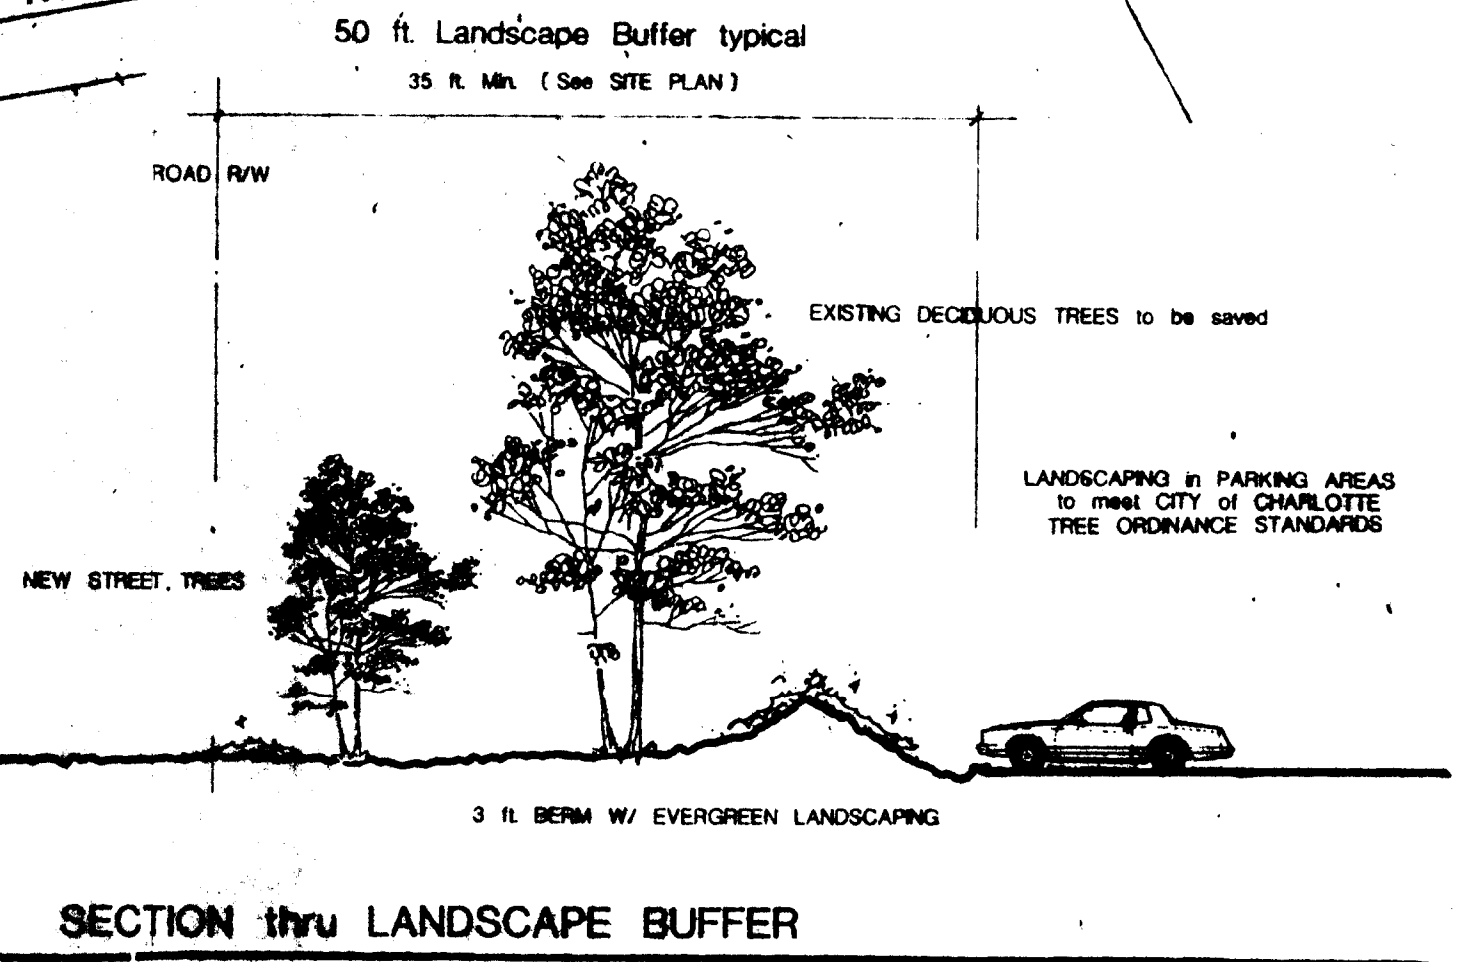 50 ft. Landscape Buffer typical
35 ft. Min. (See SITE PLAN)
ROAD R/W
EXISTING DECIDUOUS TREES to be saved
LANDSCAPING in PARKING AREAS
to meet CITY of CHARLOTTE
TREE ORDINANCE STANDARDS
NEW STREET TREES
3 ft. BERM W/ EVERGREEN LANDSCAPING
SECTION thru LANDSCAPE BUFFER